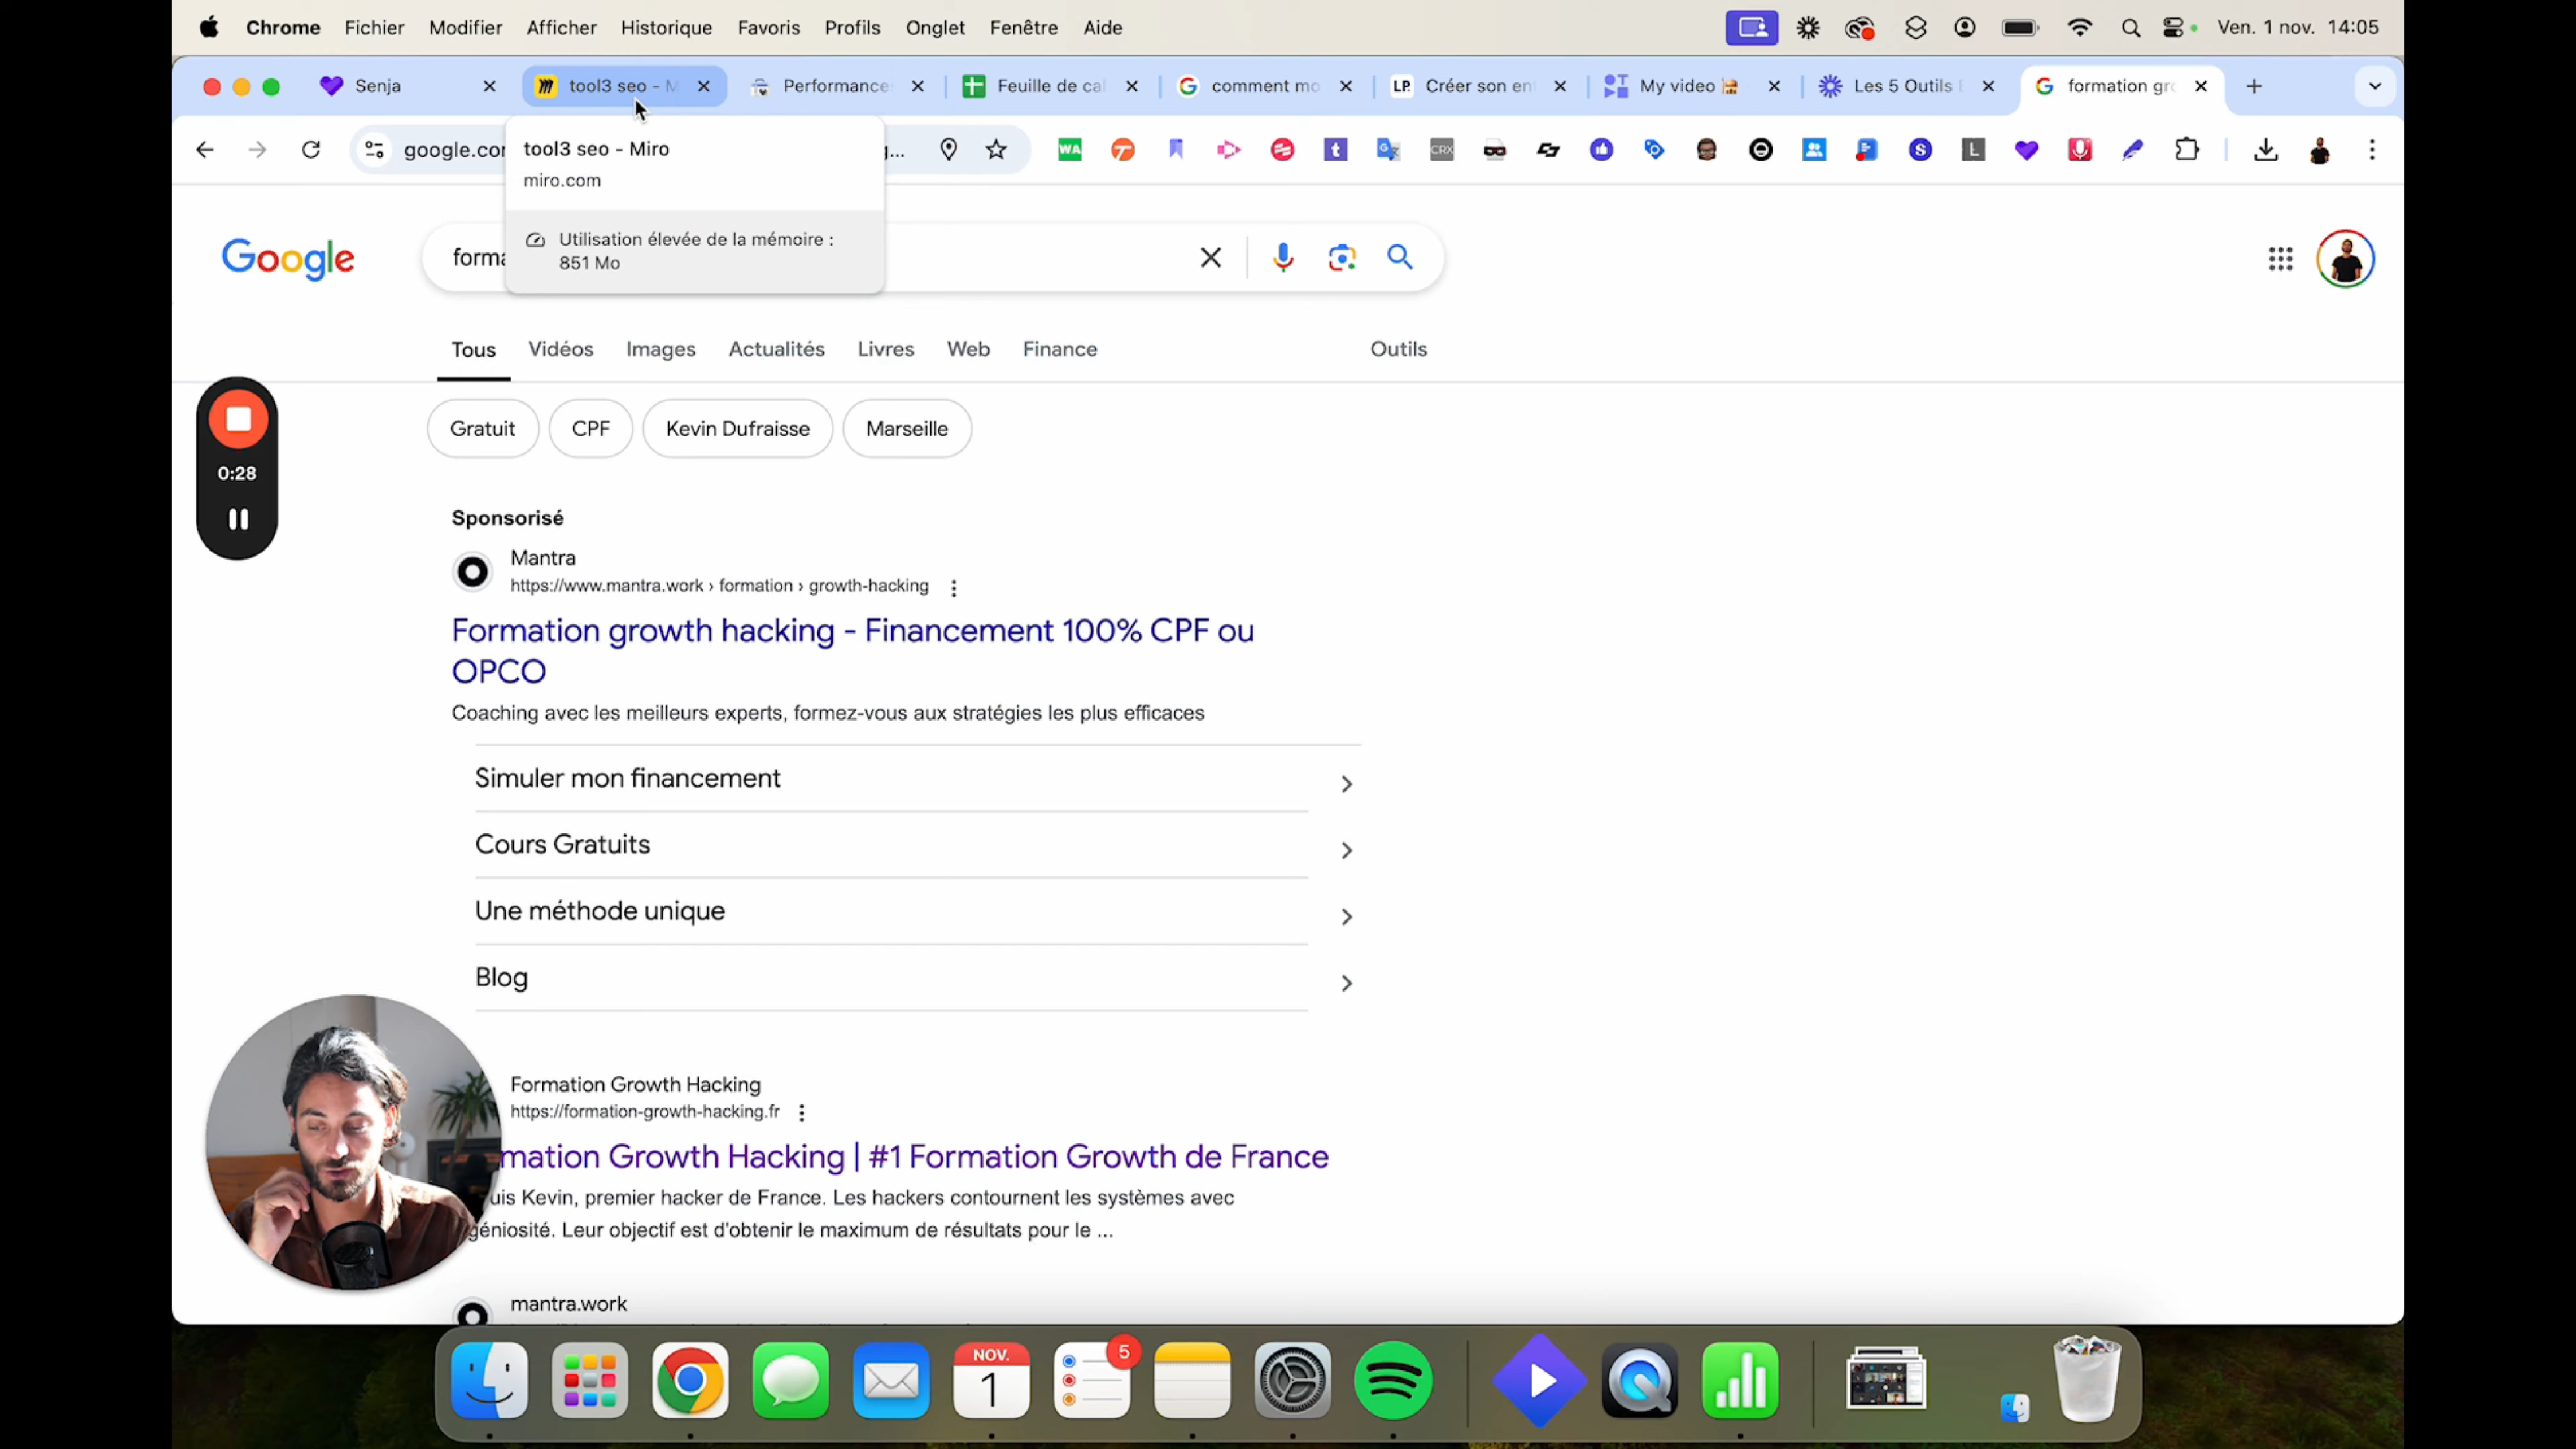 Chrome Fichier Modifier Afficher Historique Favoris Profils Onglet Fenêtre Aide Ven. 1 nov. 14:05
Senja tool3 seo - M Performance Feuille de cal comment mo LP. Créer son en My video Les 5 Outils formation gr
google.co ...
WA t CRX S L
tool3 seo - Miro
miro.com
Utilisation élevée de la mémoire :
851 Mo
Google
forma
Tous Vidéos Images Actualités Livres Web Finance Outils
Gratuit CPF Kevin Dufraisse Marseille
0:28
Sponsorisé
Mantra
https://www.mantra.work › formation › growth-hacking
Formation growth hacking - Financement 100% CPF ou
OPCO
Coaching avec les meilleurs experts, formez-vous aux stratégies les plus efficaces
Simuler mon financement
Cours Gratuits
Une méthode unique
Blog
Formation Growth Hacking
https://formation-growth-hacking.fr
mation Growth Hacking | #1 Formation Growth de France
uis Kevin, premier hacker de France. Les hackers contournent les systèmes avec
géniosité. Leur objectif est d'obtenir le maximum de résultats pour le ...
mantra.work
NOV.
1
5